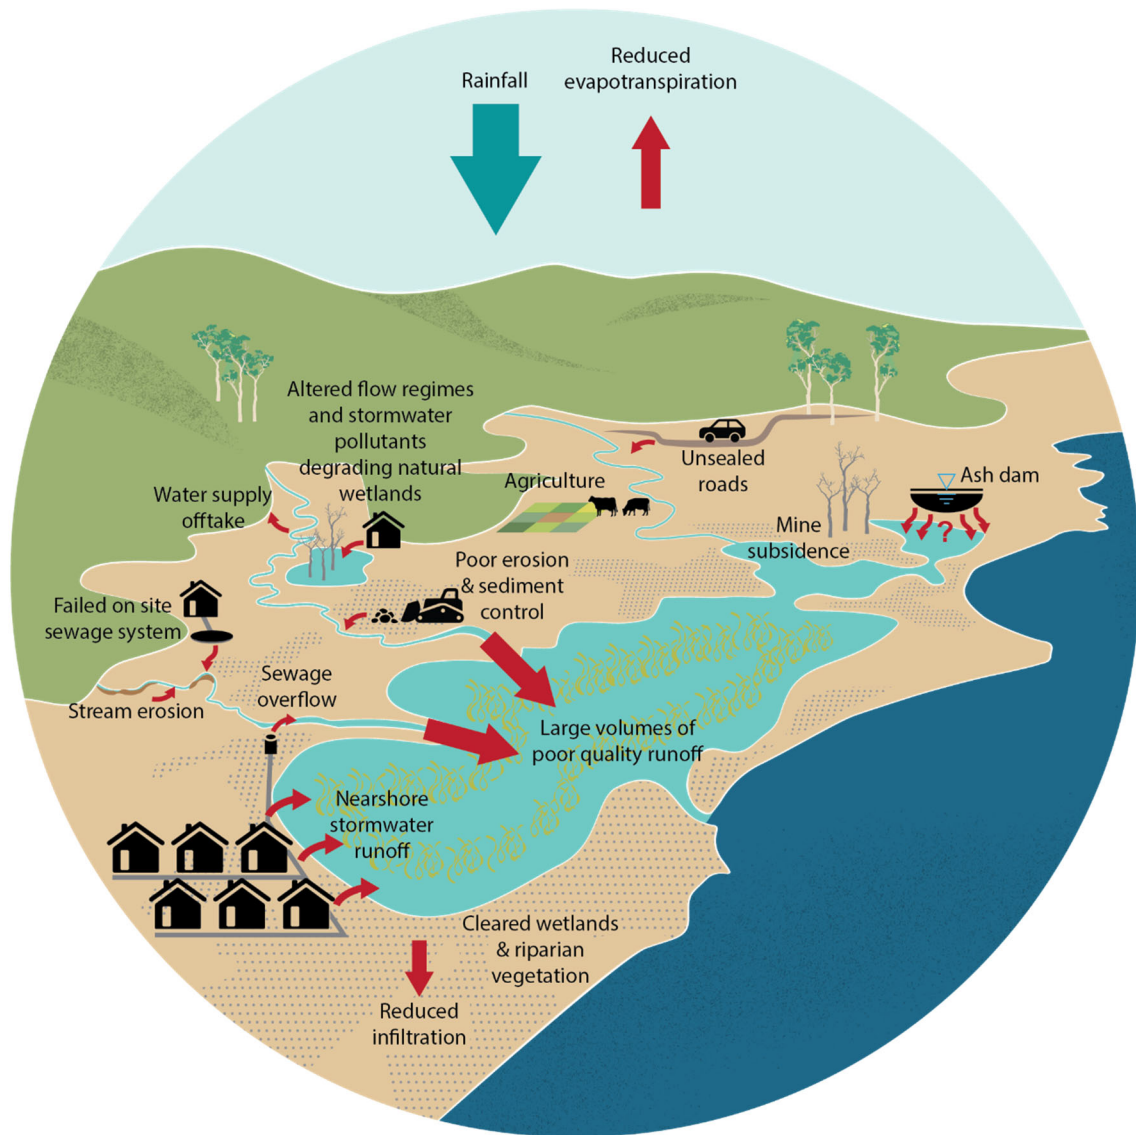 Rainfall
Reduced
evapotranspiration
Altered flow regimes
and stormwater
pollutants
degrading natural
wetlands
Water supply
offtake
Agriculture
Unsealed
roads
Ash dam
?
Mine
subsidence
Poor erosion
& sediment
control
Failed on site
sewage system
Stream erosion
Sewage
overflow
Large volumes of
poor quality runoff
Nearshore
stormwater
runoff
Cleared wetlands
& riparian
vegetation
Reduced
infiltration